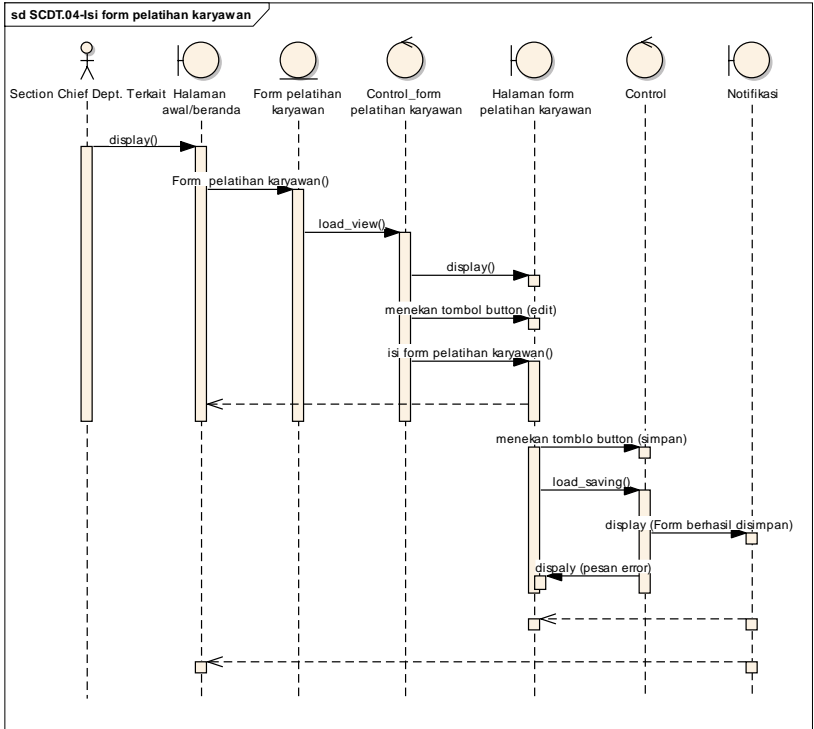 sd SCDT.04-Isi form pelatihan karyawan
Section Chief Dept. Terkait
Halaman
awal/beranda
Form pelatihan
karyawan
Control_form
pelatihan karyawan
Halaman form
pelatihan karyawan
Control
Notifikasi
display()
Form pelatihan karyawan()
load_view()
display()
menekan tombol button (edit)
isi form pelatihan karyawan()
menekan tomblo button (simpan)
load_saving()
display (Form berhasil disimpan)
dispaly (pesan error)